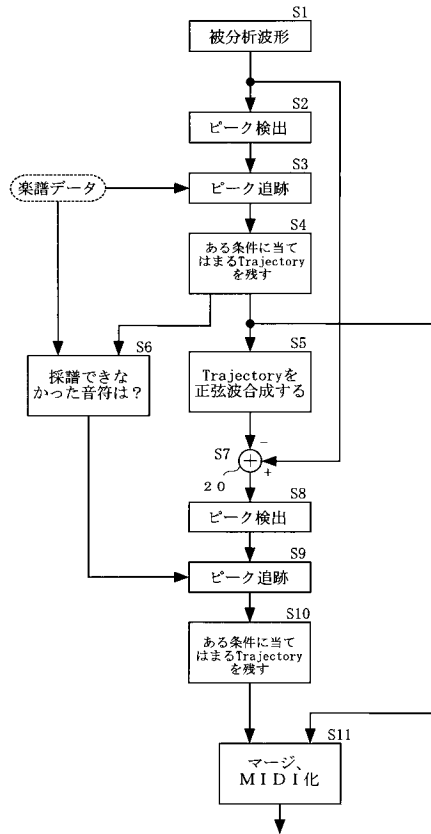 S1
被分析波形
S2
ピーク検出
S3
楽譜データ
ピーク追跡
S4
ある条件に当て
はまるTrajectory
を残す
S6
採譜できな
かった音符は?
S5
Trajectoryを
正弦波合成する
S7
-
+
+
20
S8
ピーク検出
S9
ピーク追跡
S10
ある条件に当て
はまるTrajectory
を残す
S11
マージ、
MIDI化